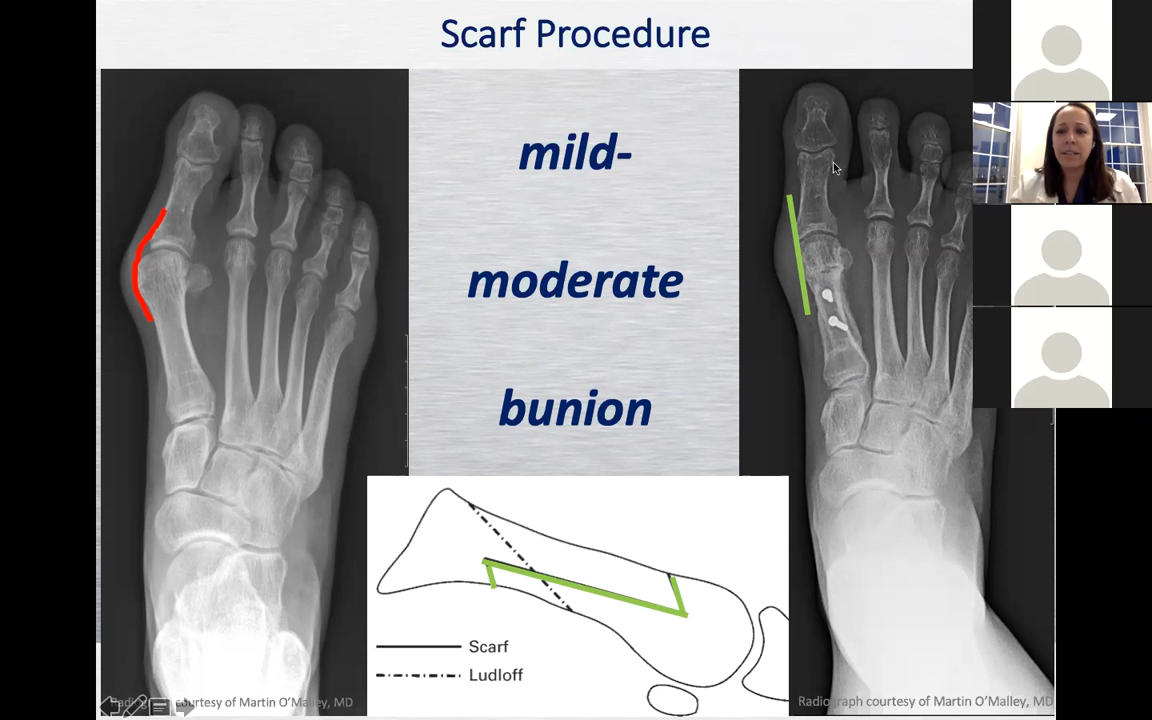 Scarf Procedure
mild-
moderate
bunion
Scarf
Ludloff
courtesy of Martin O'Malley, MD
Radiograph courtesy of Martin O'Malley, MD